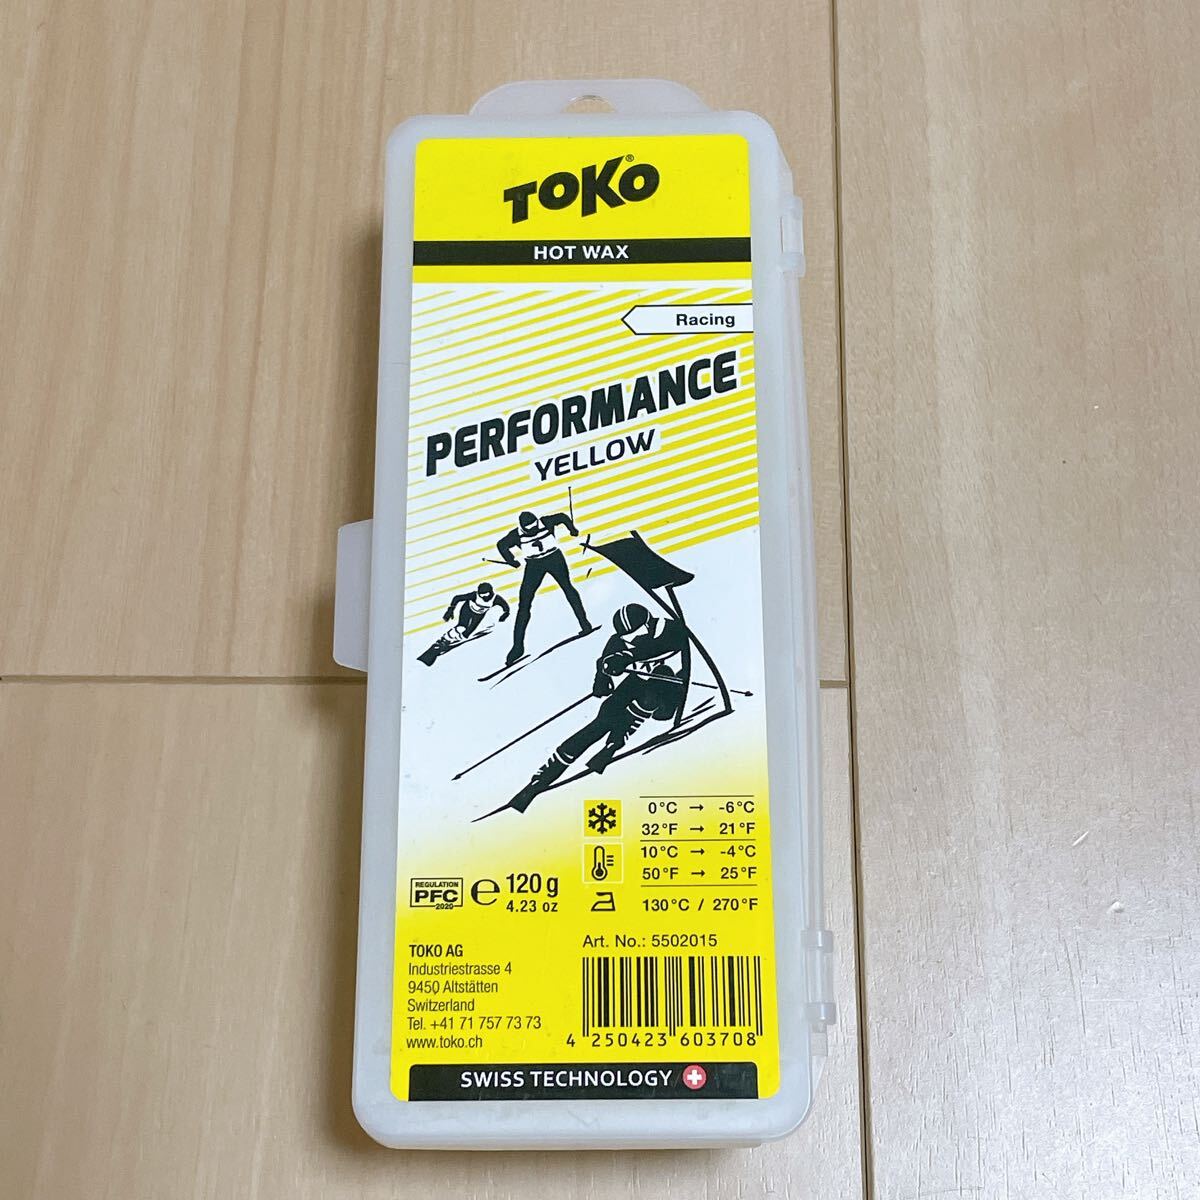 TOKO®
HOT WAX
Racing
PERFORMANCE
YELLOW
1
0°C → -6°C
32°F → 21°F
10°C → -4°C
50°F → 25°F
130°C / 270°F
REGULATION
PFC
2020
℮ 120 g
4.23 oz
TOKO AG
Industriestrasse 4
9450 Altstätten
Switzerland
Tel. +41 71 757 73 73
www.toko.ch
Art. No.: 5502015
4 250423 603708
SWISS TECHNOLOGY